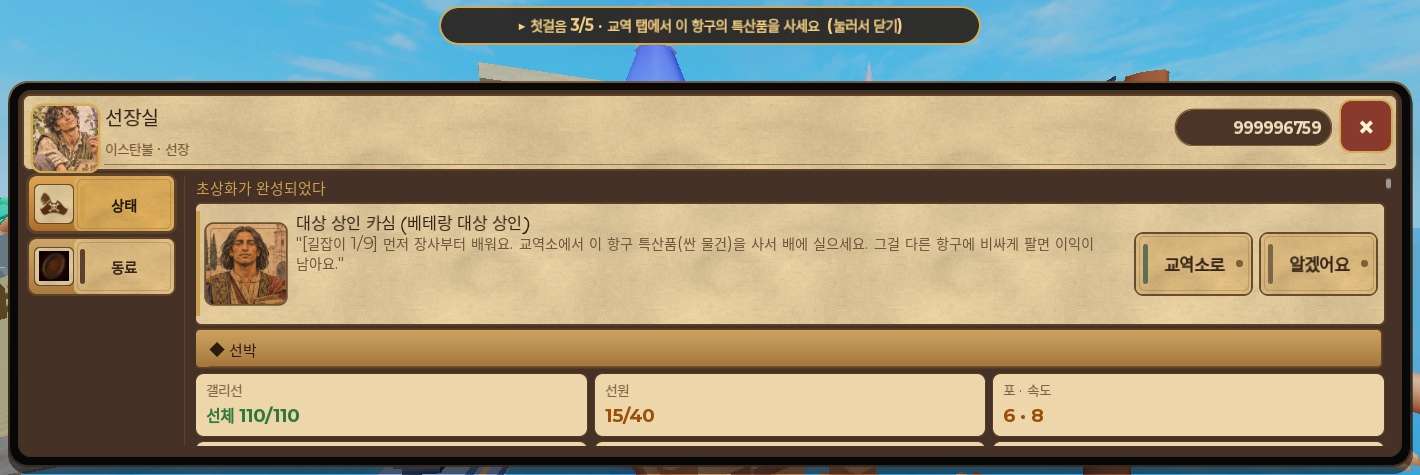 ▸ 첫걸음 3/5 · 교역 탭에서 이 항구의 특산품을 사세요 (눌러서 닫기)
선장실
이스탄불 · 선장
999996759
×
상태
동료
초상화가 완성되었다
대상 상인 카심 (베테랑 대상 상인)
"[길잡이 1/9] 먼저 장사부터 배워요. 교역소에서 이 항구 특산품(싼 물건)을 사서 배에 실으세요. 그걸 다른 항구에 비싸게 팔면 이익이
남아요."
교역소로
알겠어요
◆ 선박
갤리선
선체 110/110
선원
15/40
포 · 속도
6 · 8